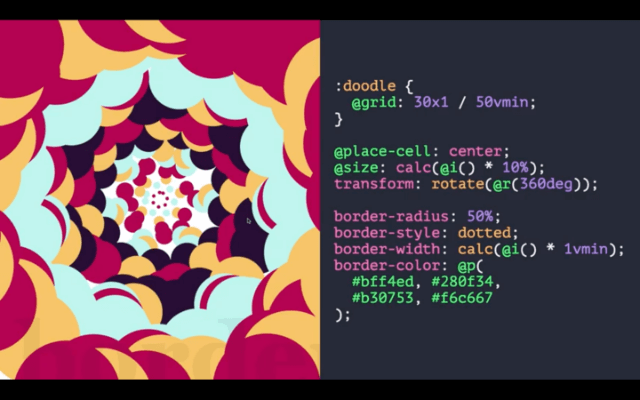 :doodle {
@grid: 30x1 / 50vmin;
}
@place-cell: center;
@size: calc(@i() * 10%);
transform: rotate(@r(360deg));
border-radius: 50%;
border-style: dotted;
border-width: calc(@i() * 1vmin);
border-color: @p(
#bff4ed, #280f34,
#b30753, #f6c667
);
border